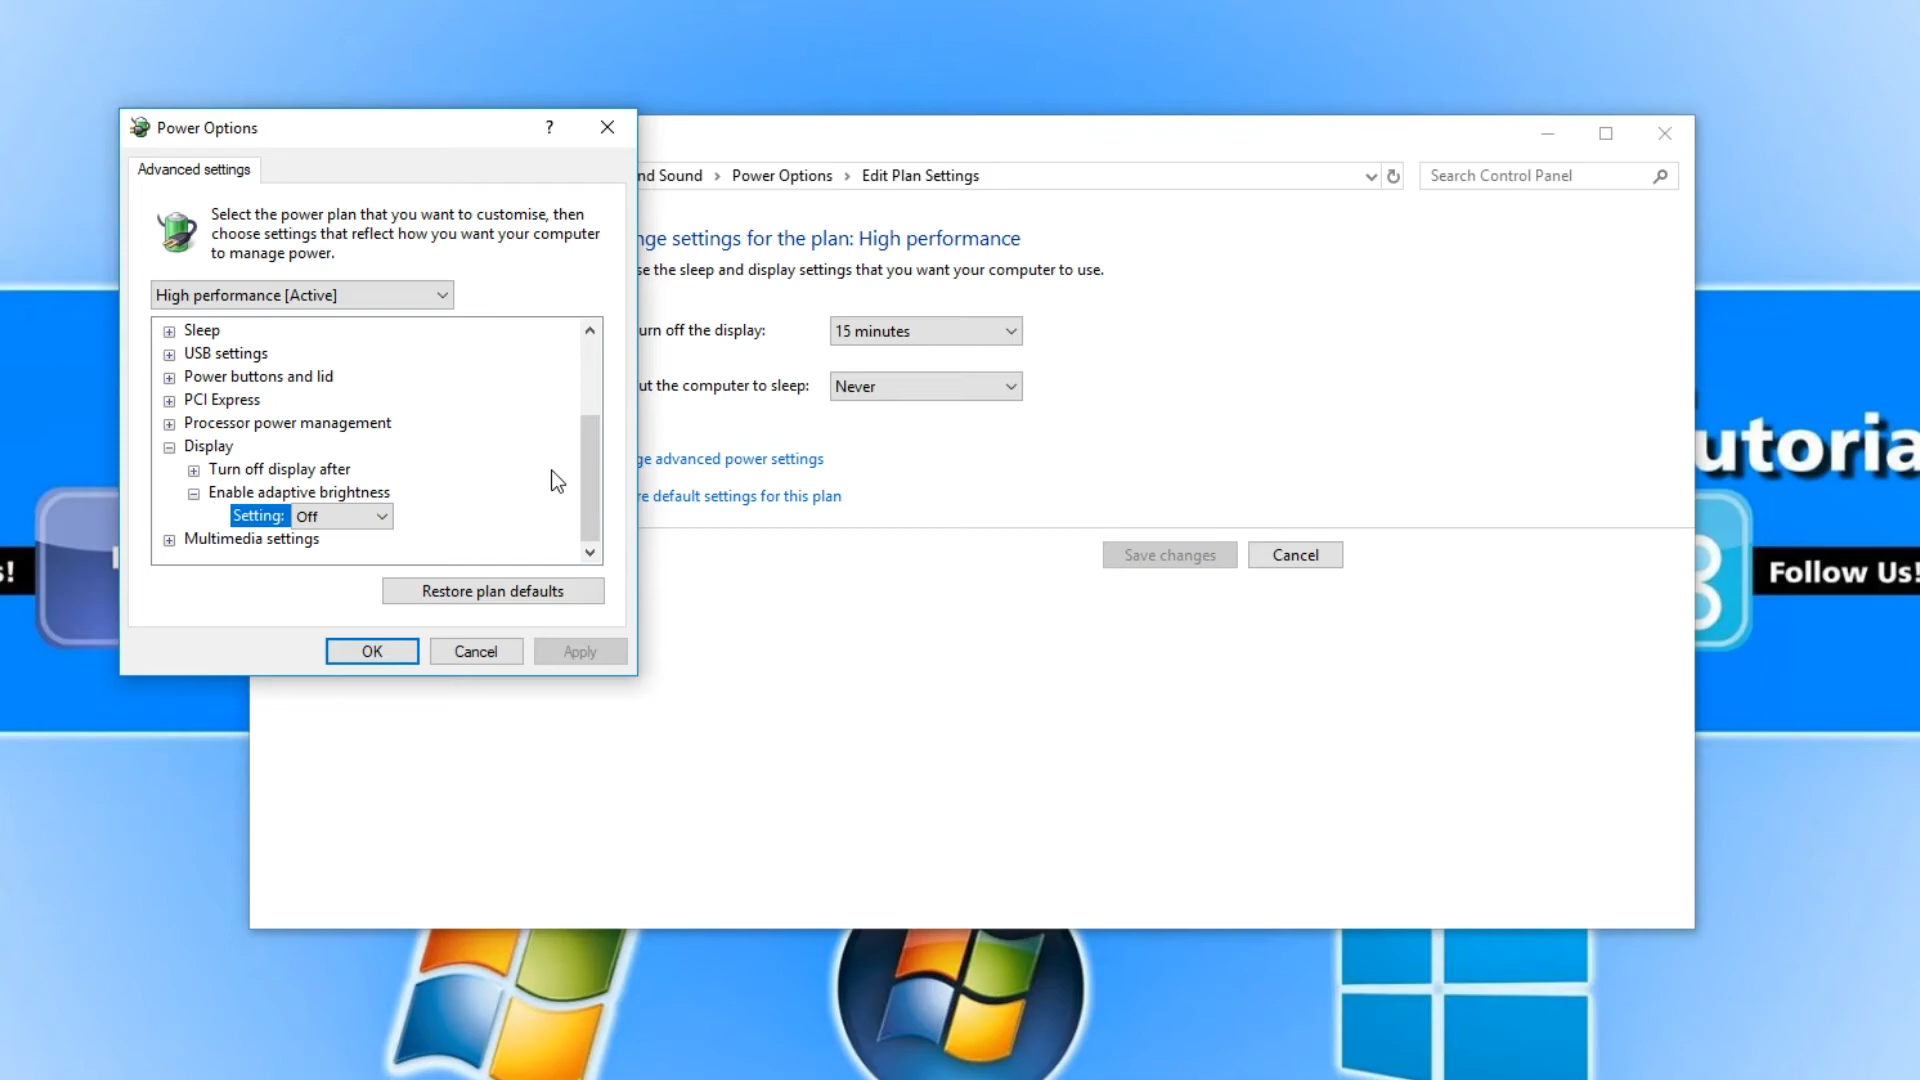 Power Options
?
Advanced settings
Select the power plan that you want to customise, then
choose settings that reflect how you want your computer
to manage power.
High performance [Active]
Sleep
USB settings
Power buttons and lid
PCI Express
Processor power management
Display
Turn off display after
Enable adaptive brightness
Setting: Off
Multimedia settings
Restore plan defaults
OK Cancel Apply
nd Sound › Power Options › Edit Plan Settings
Search Control Panel
nge settings for the plan: High performance
se the sleep and display settings that you want your computer to use.
urn off the display: 15 minutes
ut the computer to sleep: Never
ge advanced power settings
re default settings for this plan
Save changes Cancel
s!
utoria
Follow Us!